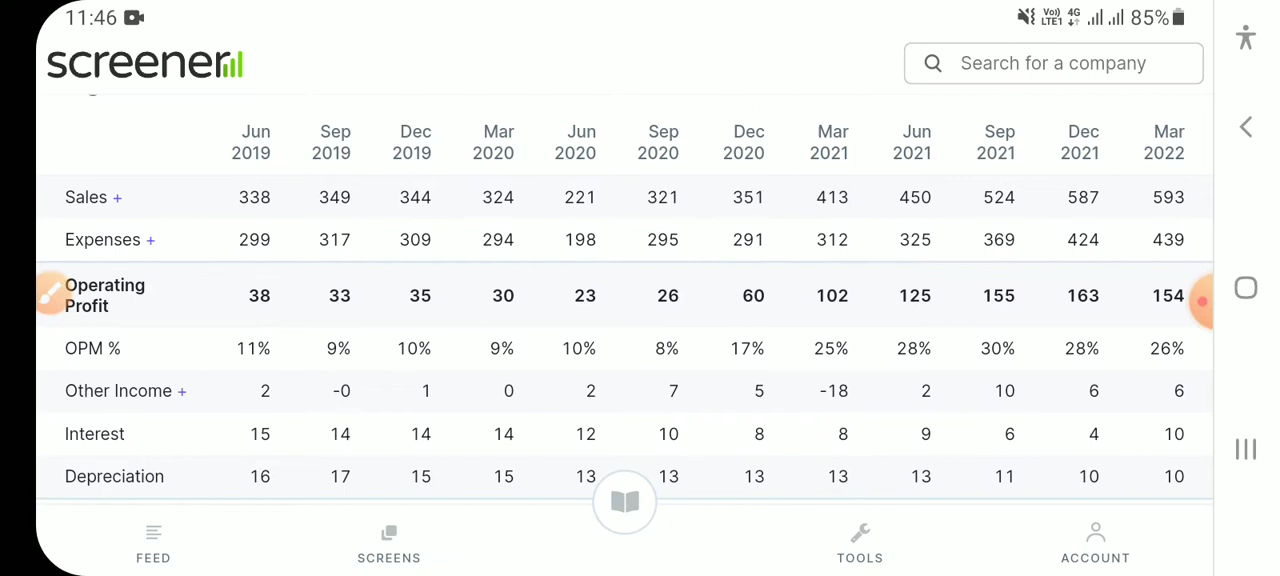 11:46
Vo)) 4G 85%
LTE1
screener
Search for a company
Jun Sep Dec Mar Jun Sep Dec Mar Jun Sep Dec Mar
2019 2019 2019 2020 2020 2020 2020 2021 2021 2021 2021 2022
Sales + 338 349 344 324 221 321 351 413 450 524 587 593
Expenses + 299 317 309 294 198 295 291 312 325 369 424 439
Operating
Profit 38 33 35 30 23 26 60 102 125 155 163 154
OPM % 11% 9% 10% 9% 10% 8% 17% 25% 28% 30% 28% 26%
Other Income + 2 -0 1 0 2 7 5 -18 2 10 6 6
Interest 15 14 14 14 12 10 8 8 9 6 4 10
Depreciation 16 17 15 15 13 13 13 13 13 11 10 10
FEED SCREENS TOOLS ACCOUNT